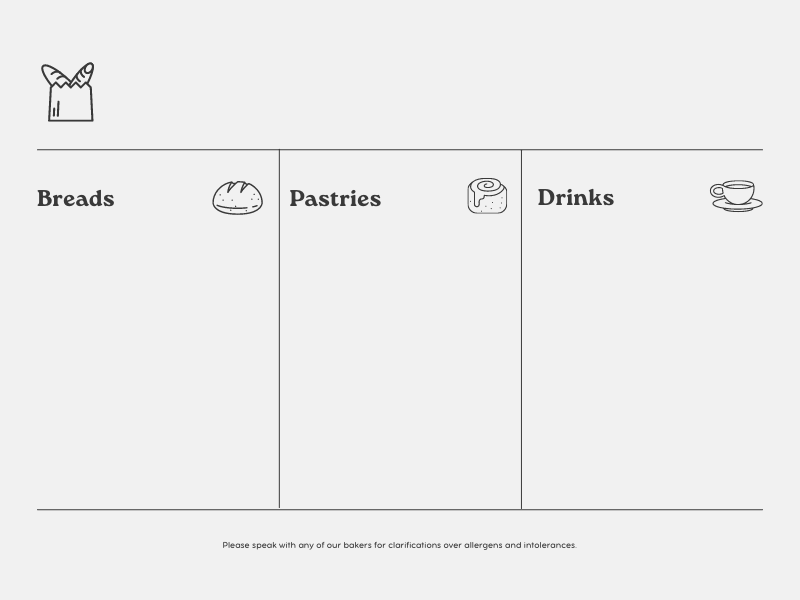 Breads
Pastries
Drinks
Please speak with any of our bakers for clarifications over allergens and intolerances.